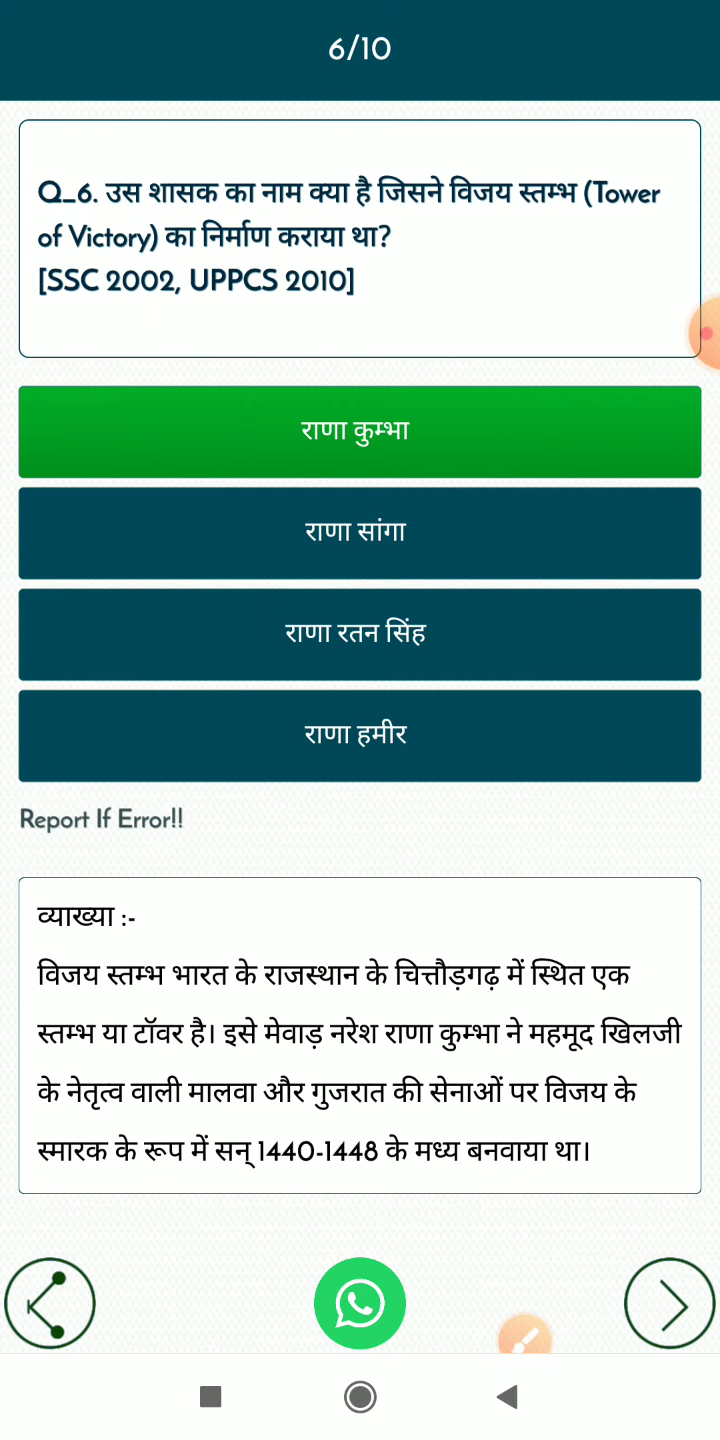 6/10
Q_6. उस शासक का नाम क्या है जिसने विजय स्तम्भ (Tower
of Victory) का निर्माण कराया था?
[SSC 2002, UPPCS 2010]
राणा कुम्भा
राणा सांगा
राणा रतन सिंह
राणा हमीर
Report If Error!!
व्याख्या :-
विजय स्तम्भ भारत के राजस्थान के चित्तौड़गढ़ में स्थित एक
स्तम्भ या टॉवर है। इसे मेवाड़ नरेश राणा कुम्भा ने महमूद खिलजी
के नेतृत्व वाली मालवा और गुजरात की सेनाओं पर विजय के
स्मारक के रूप में सन् 1440-1448 के मध्य बनवाया था।